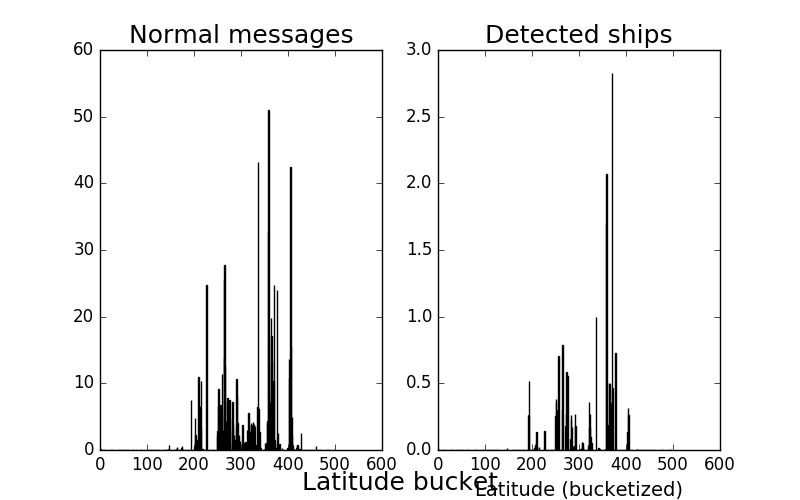 Normal messages
Detected ships
60
50
40
30
20
10
0
0 100 200 300 400 500 600
3.0
2.5
2.0
1.5
1.0
0.5
0.0
0 100 200 300 400 500 600
Latitude bucket
Latitude (bucketized)